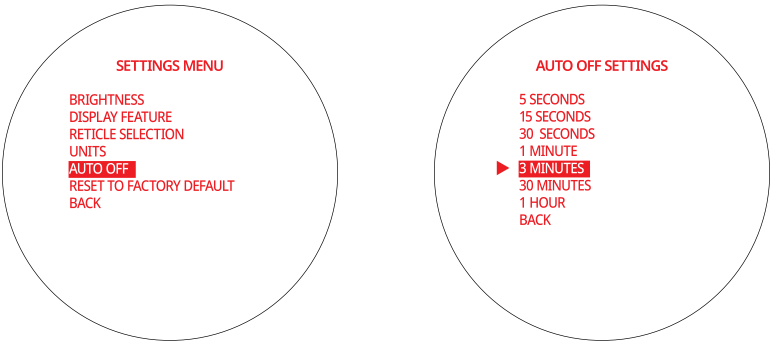 SETTINGS MENU
BRIGHTNESS
DISPLAY FEATURE
RETICLE SELECTION
UNITS
AUTO OFF
RESET TO FACTORY DEFAULT
BACK
AUTO OFF SETTINGS
5 SECONDS
15 SECONDS
30  SECONDS
1 MINUTE
3 MINUTES
30 MINUTES
1 HOUR
BACK